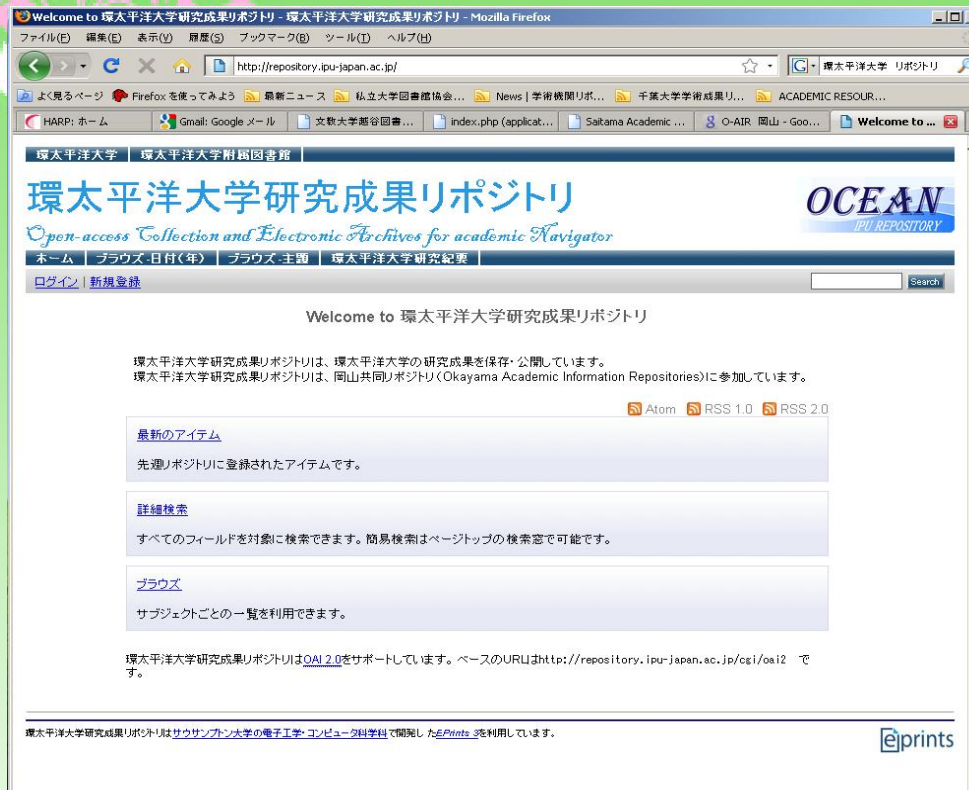 Welcome to 環太平洋大学研究成果リポジトリ - 環太平洋大学研究成果リポジトリ - Mozilla Firefox
ファイル(F) 編集(E) 表示(V) 履歴(S) ブックマーク(B) ツール(T) ヘルプ(H)
http://repository.ipu-japan.ac.jp/ 環太平洋大学 リポジトリ
よく見るページ Firefox を使ってみよう 最新ニュース 私立大学図書館協会... News | 学術機関リポ... 千葉大学学術成果リ... ACADEMIC RESOUR...
HARP: ホーム Gmail: Google メール 文教大学越谷図書... index.php (applicat... Saitama Academic ... O-AIR 岡山 - Goo... Welcome to ...
環太平洋大学 環太平洋大学附属図書館
環太平洋大学研究成果リポジトリ
OCEAN
IPU REPOSITORY
Open-access Collection and Electronic Archives for academic Navigator
ホーム ブラウズ-日付(年) ブラウズ-主題 環太平洋大学研究紀要
ログイン | 新規登録 Search
Welcome to 環太平洋大学研究成果リポジトリ
環太平洋大学研究成果リポジトリは、環太平洋大学の研究成果を保存・公開しています。
環太平洋大学研究成果リポジトリは、岡山共同リポジトリ(Okayama Academic Information Repositories)に参加しています。
Atom RSS 1.0 RSS 2.0
最新のアイテム
先週リポジトリに登録されたアイテムです。
詳細検索
すべてのフィールドを対象に検索できます。簡易検索はページトップの検索窓で可能です。
ブラウズ
サブジェクトごとの一覧を利用できます。
環太平洋大学研究成果リポジトリはOAI 2.0をサポートしています。ベースのURLはhttp://repository.ipu-japan.ac.jp/cgi/oai2 で
す。
環太平洋大学研究成果リポジトリはサウサンプトン大学の電子工学・コンピュータ科学科で開発したEPrints 3を利用しています。
eprints